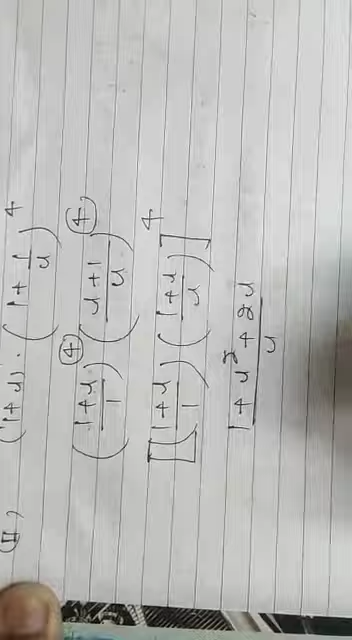 (II) (1+x) . (1 + 1/x)^4
((1+x)/1)^4 ((x+1)/x)^4
[((1+x)/1) ((1+x)/x)]^4
(1 + x^2 + 2x)/x